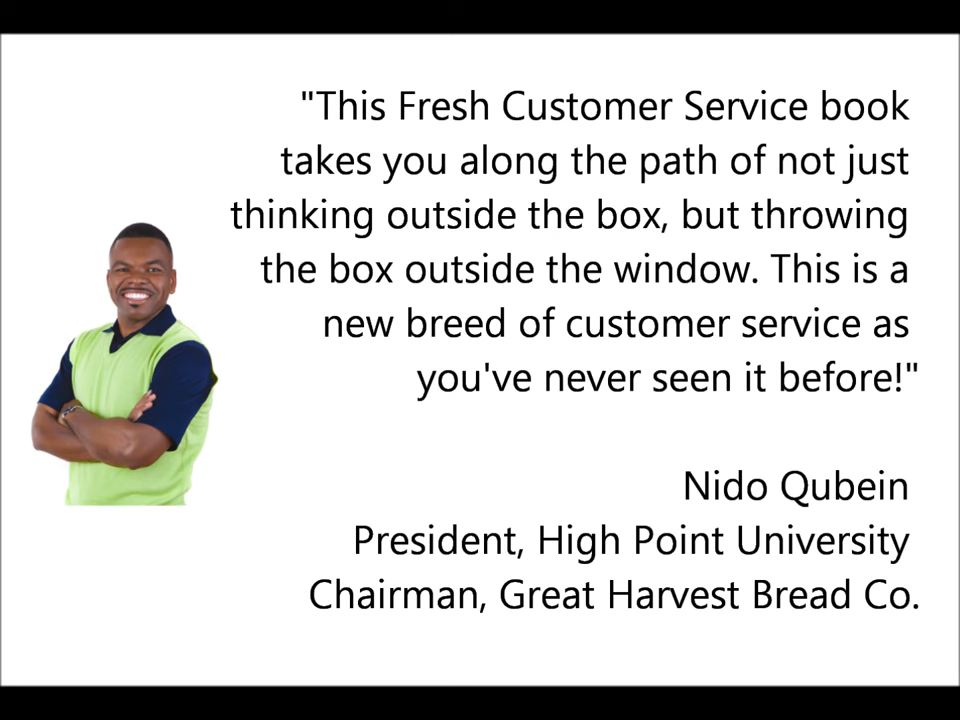 "This Fresh Customer Service book
takes you along the path of not just
thinking outside the box, but throwing
the box outside the window. This is a
new breed of customer service as
you've never seen it before!"
Nido Qubein
President, High Point University
Chairman, Great Harvest Bread Co.